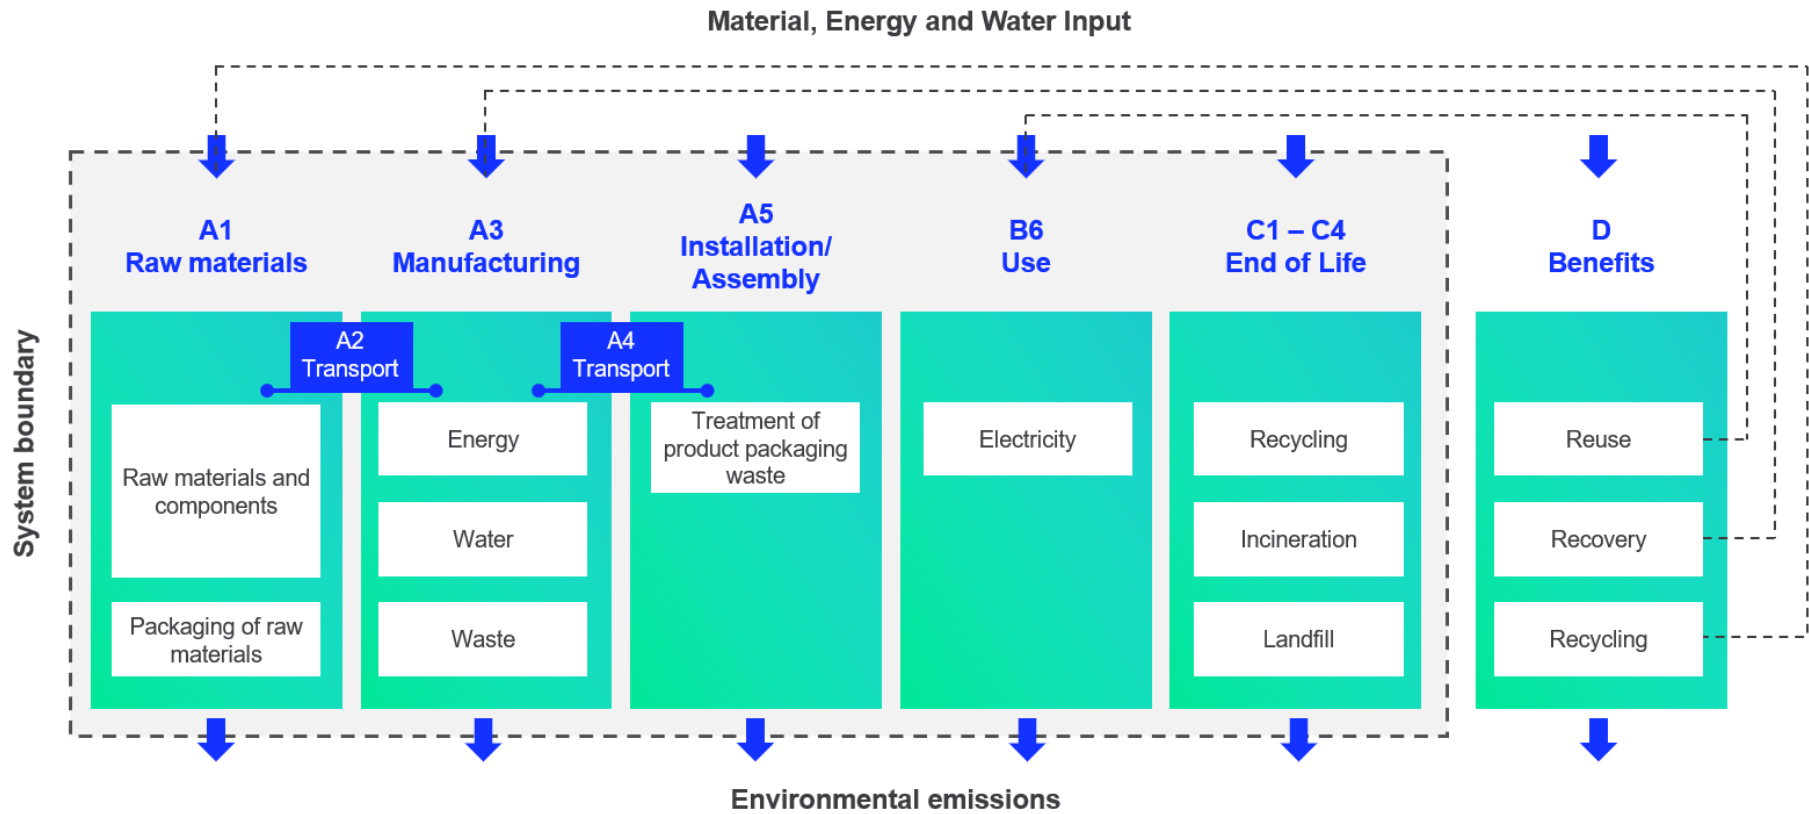 Material, Energy and Water Input
System boundary
A1
Raw materials
A3
Manufacturing
A5
Installation/
Assembly
B6
Use
C1 – C4
End of Life
D
Benefits
A2
Transport
A4
Transport
Raw materials and
components
Packaging of raw
materials
Energy
Water
Waste
Treatment of
product packaging
waste
Electricity
Recycling
Incineration
Landfill
Reuse
Recovery
Recycling
Environmental emissions